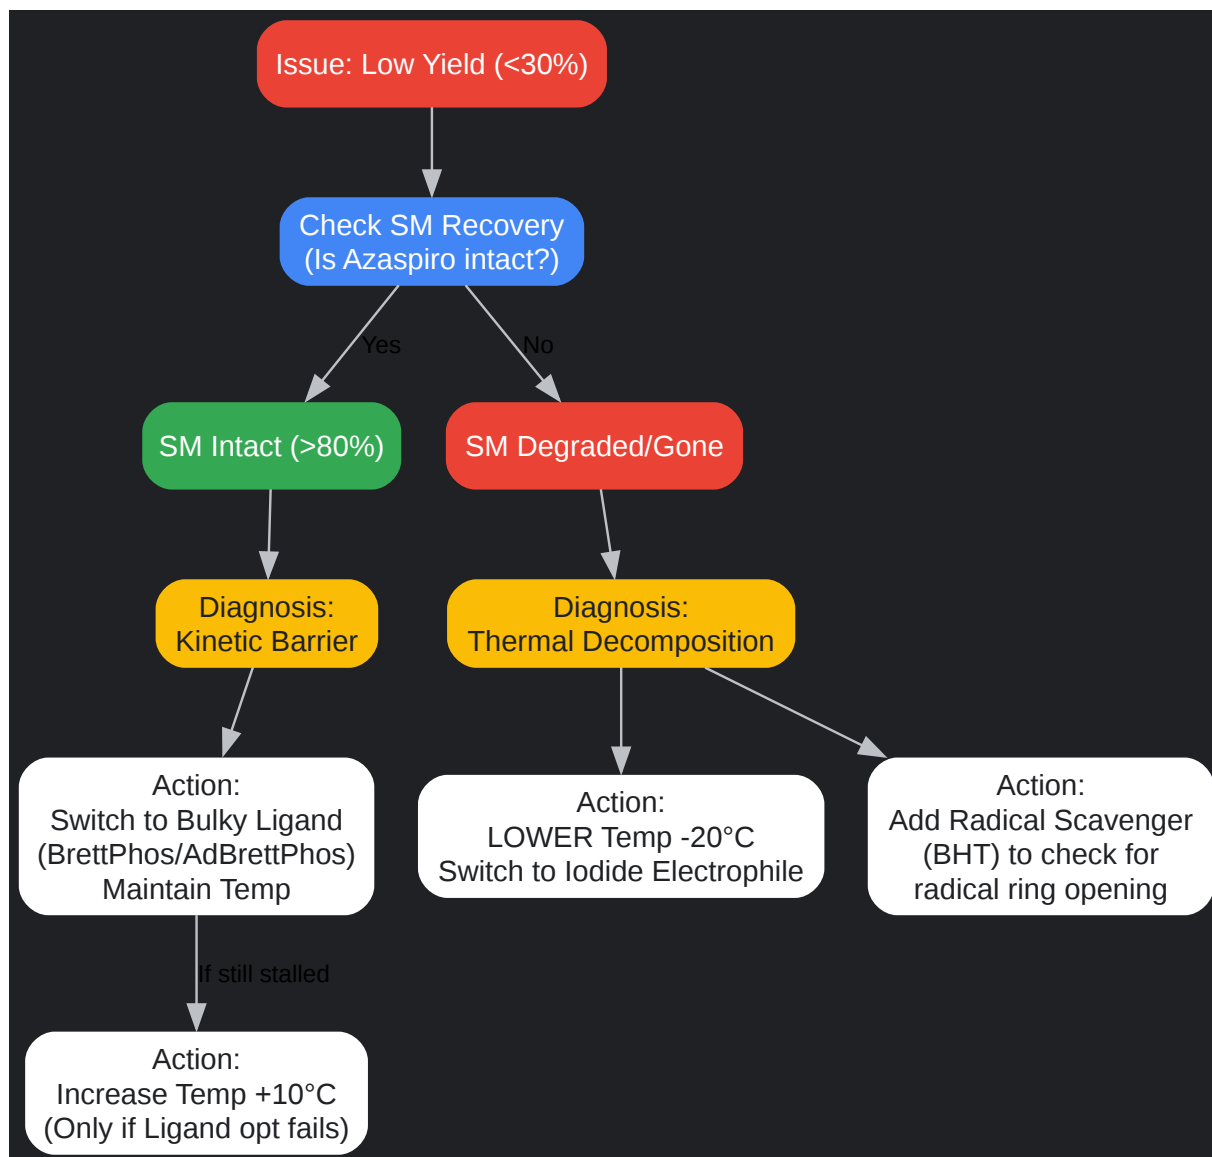 Issue: Low Yield (<30%)
Check SM Recovery
(Is Azaspiro intact?)
Yes
No
SM Intact (>80%)
SM Degraded/Gone
Diagnosis:
Kinetic Barrier
Diagnosis:
Thermal Decomposition
Action:
Switch to Bulky Ligand
(BrettPhos/AdBrettPhos)
Maintain Temp
Action:
LOWER Temp -20°C
Switch to Iodide Electrophile
Action:
Add Radical Scavenger
(BHT) to check for
radical ring opening
If still stalled
Action:
Increase Temp +10°C
(Only if Ligand opt fails)